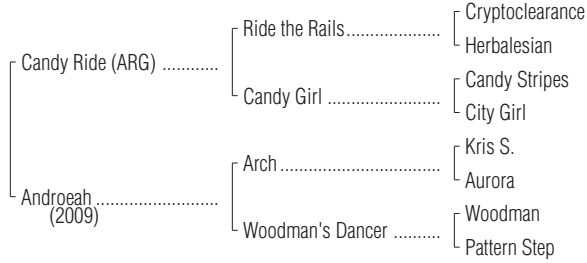 Cryptoclearance
Ride the Rails
Herbalesian
Candy Ride (ARG)
Candy Stripes
Candy Girl
City Girl
Kris S.
Arch
Aurora
Androeah
(2009)
Woodman
Woodman's Dancer
Pattern Step